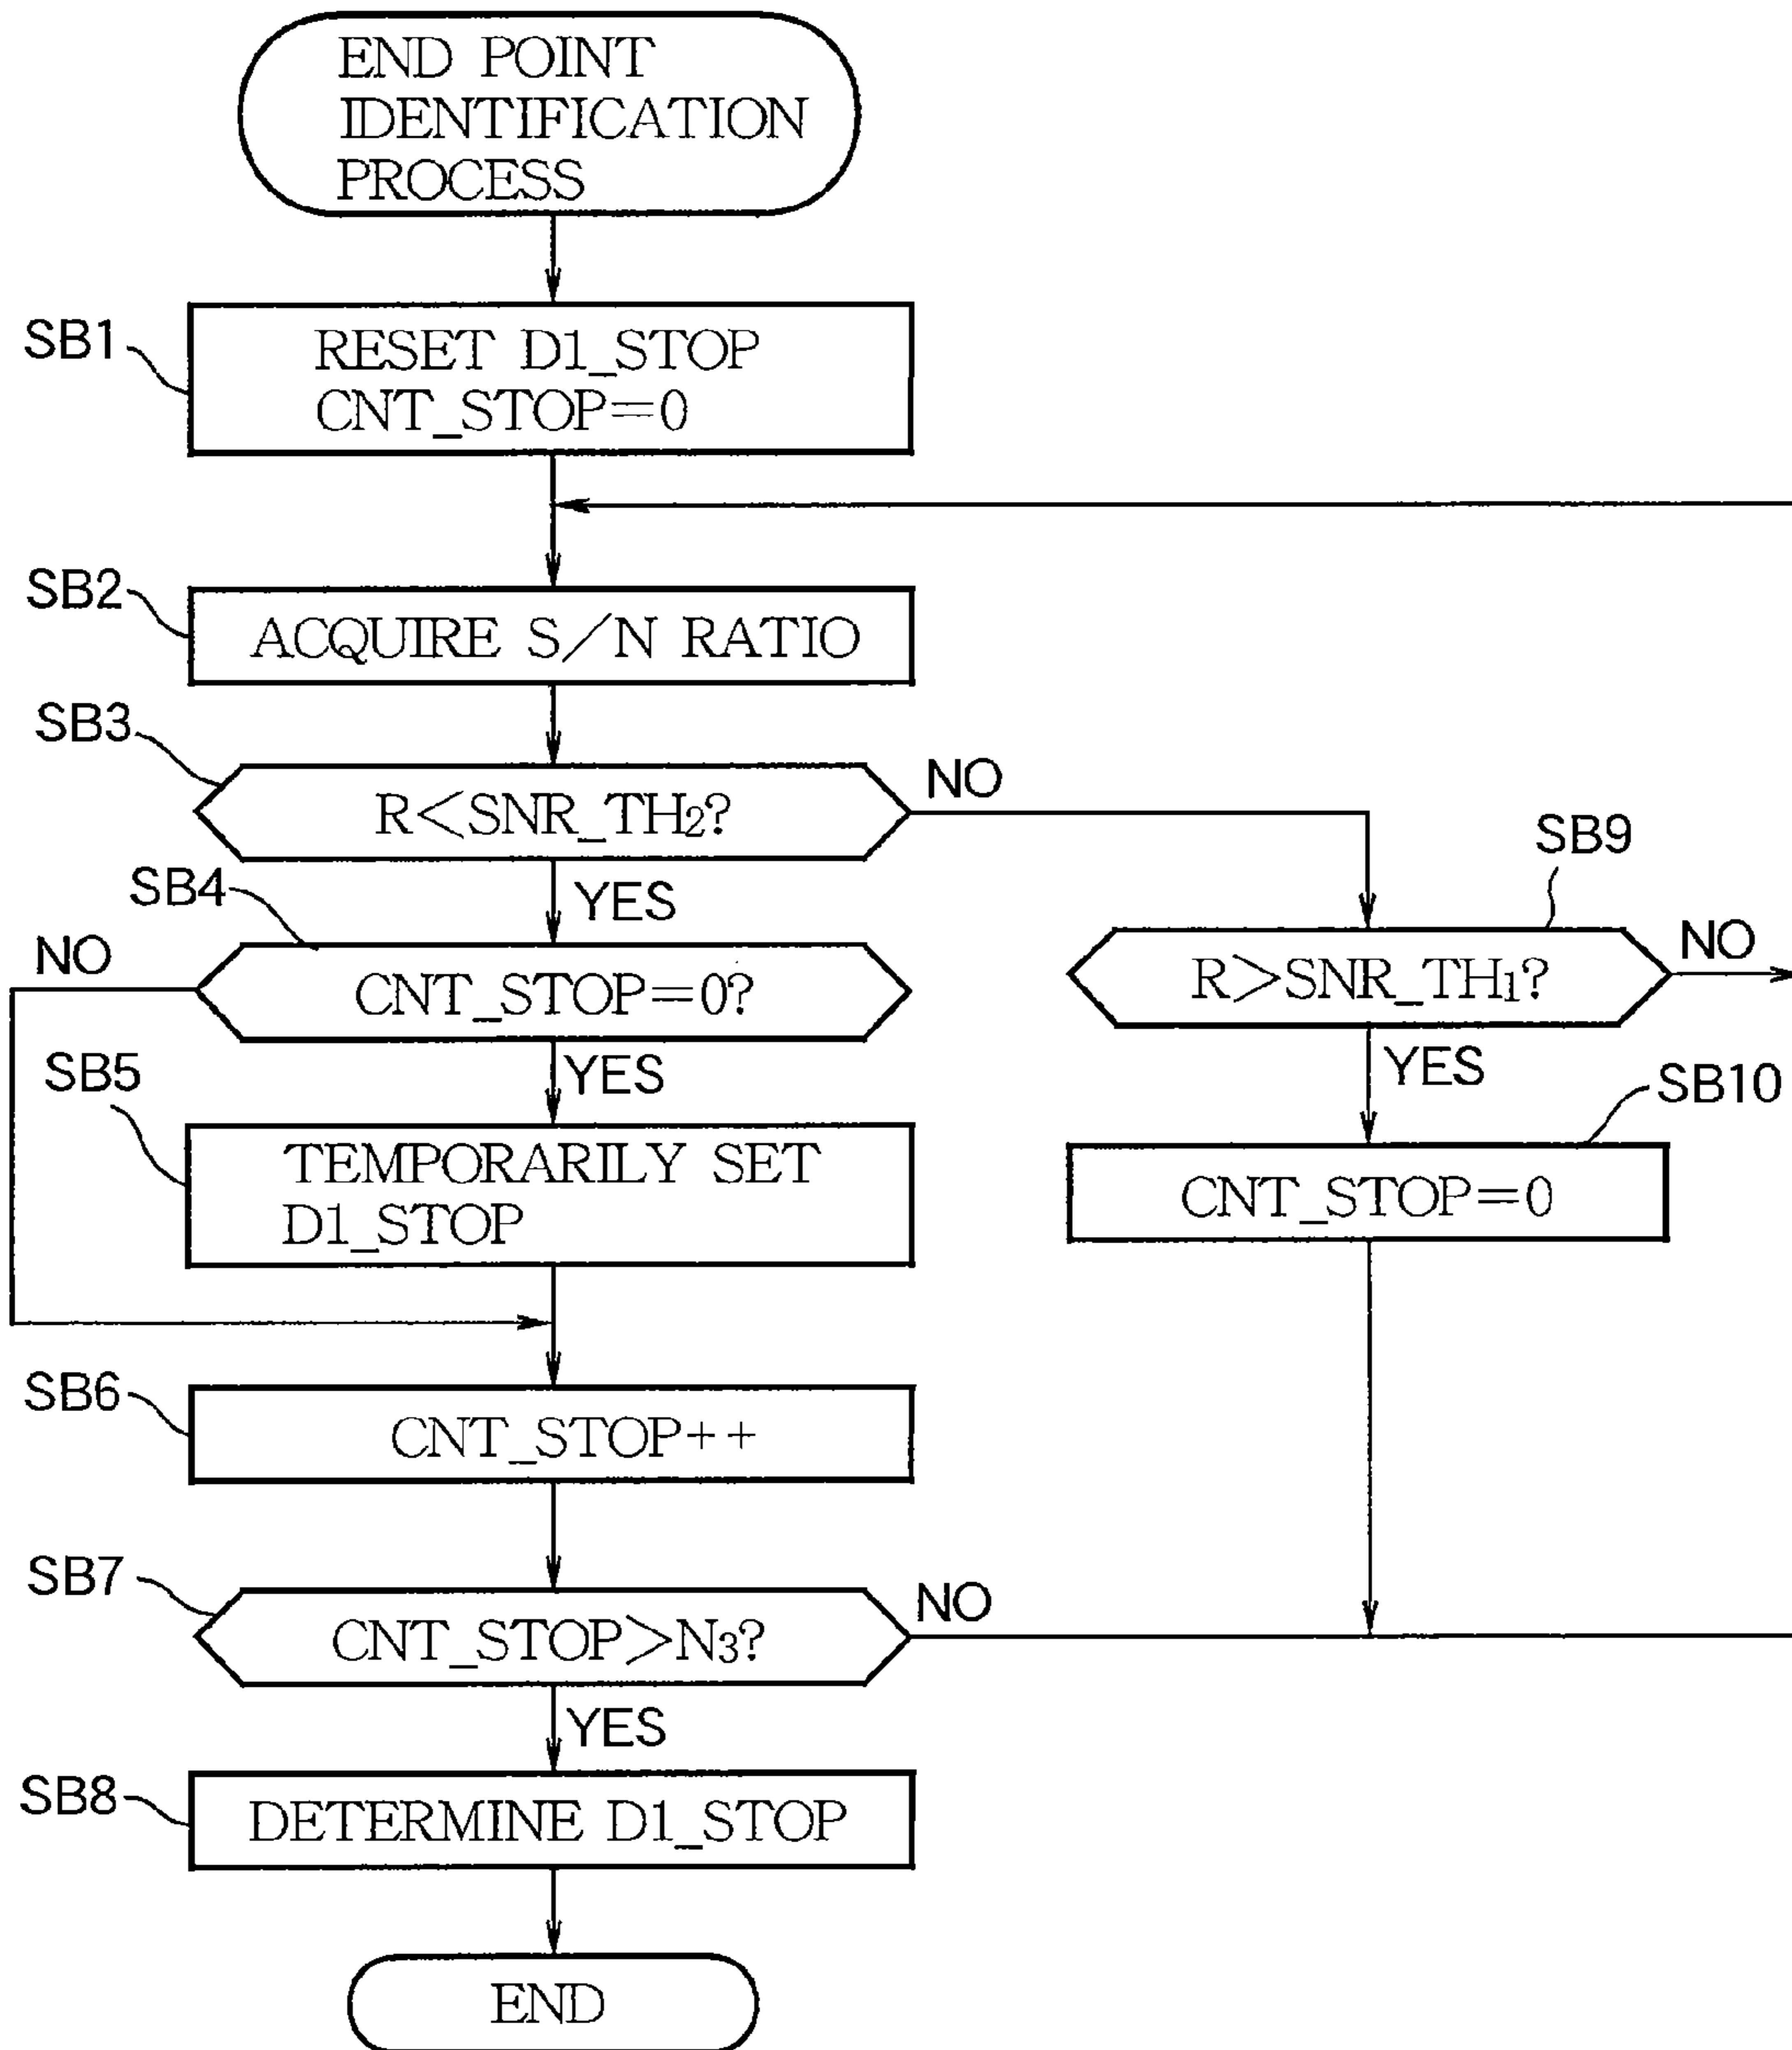 END POINT
IDENTIFICATION
PROCESS
SB1
RESET D1_STOP
CNT_STOP=0
SB2
ACQUIRE S/N RATIO
SB3
R<SNR_TH2?
NO
YES
SB4
NO
CNT_STOP=0?
YES
SB5
TEMPORARILY SET
D1_STOP
SB6
CNT_STOP++
SB7
CNT_STOP>N3?
NO
YES
SB8
DETERMINE D1_STOP
END
SB9
R>SNR_TH1?
NO
YES
SB10
CNT_STOP=0